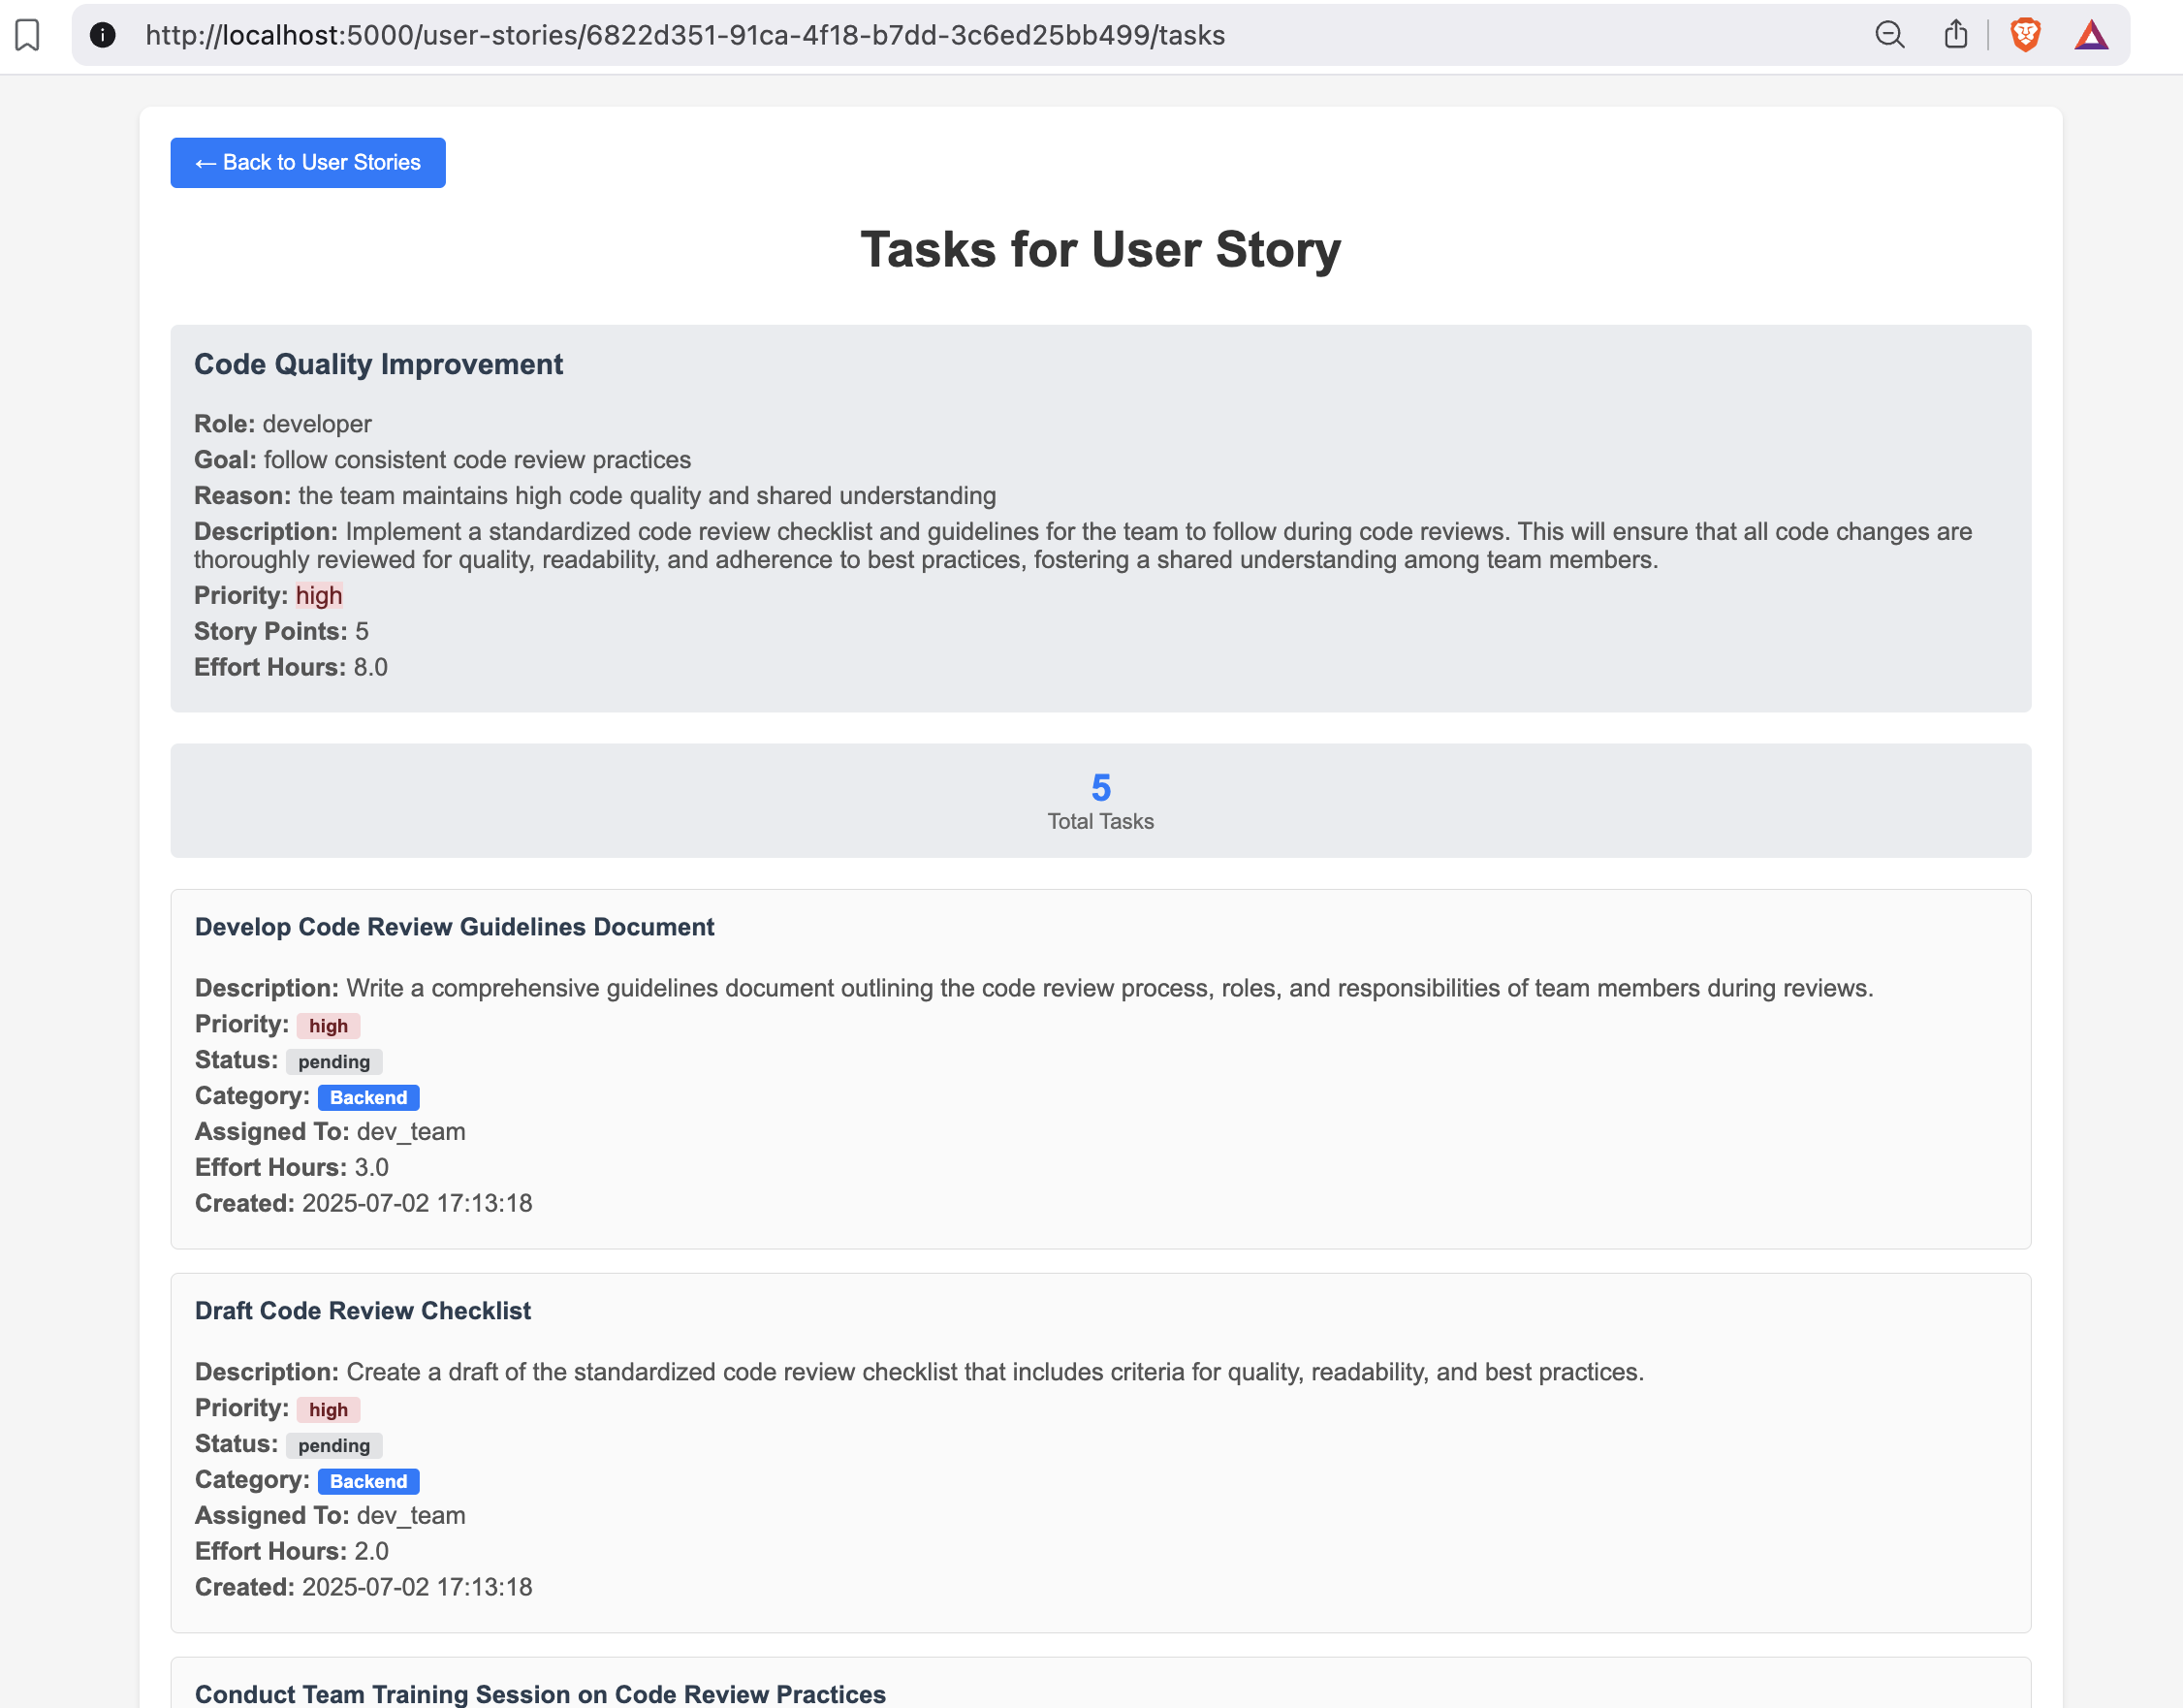 http://localhost:5000/user-stories/6822d351-91ca-4f18-b7dd-3c6ed25bb499/tasks
← Back to User Stories
Tasks for User Story
Code Quality Improvement
Role: developer
Goal: follow consistent code review practices
Reason: the team maintains high code quality and shared understanding
Description: Implement a standardized code review checklist and guidelines for the team to follow during code reviews. This will ensure that all code changes are
thoroughly reviewed for quality, readability, and adherence to best practices, fostering a shared understanding among team members.
Priority: high
Story Points: 5
Effort Hours: 8.0
5
Total Tasks
Develop Code Review Guidelines Document
Description: Write a comprehensive guidelines document outlining the code review process, roles, and responsibilities of team members during reviews.
Priority: high
Status: pending
Category: Backend
Assigned To: dev_team
Effort Hours: 3.0
Created: 2025-07-02 17:13:18
Draft Code Review Checklist
Description: Create a draft of the standardized code review checklist that includes criteria for quality, readability, and best practices.
Priority: high
Status: pending
Category: Backend
Assigned To: dev_team
Effort Hours: 2.0
Created: 2025-07-02 17:13:18
Conduct Team Training Session on Code Review Practices